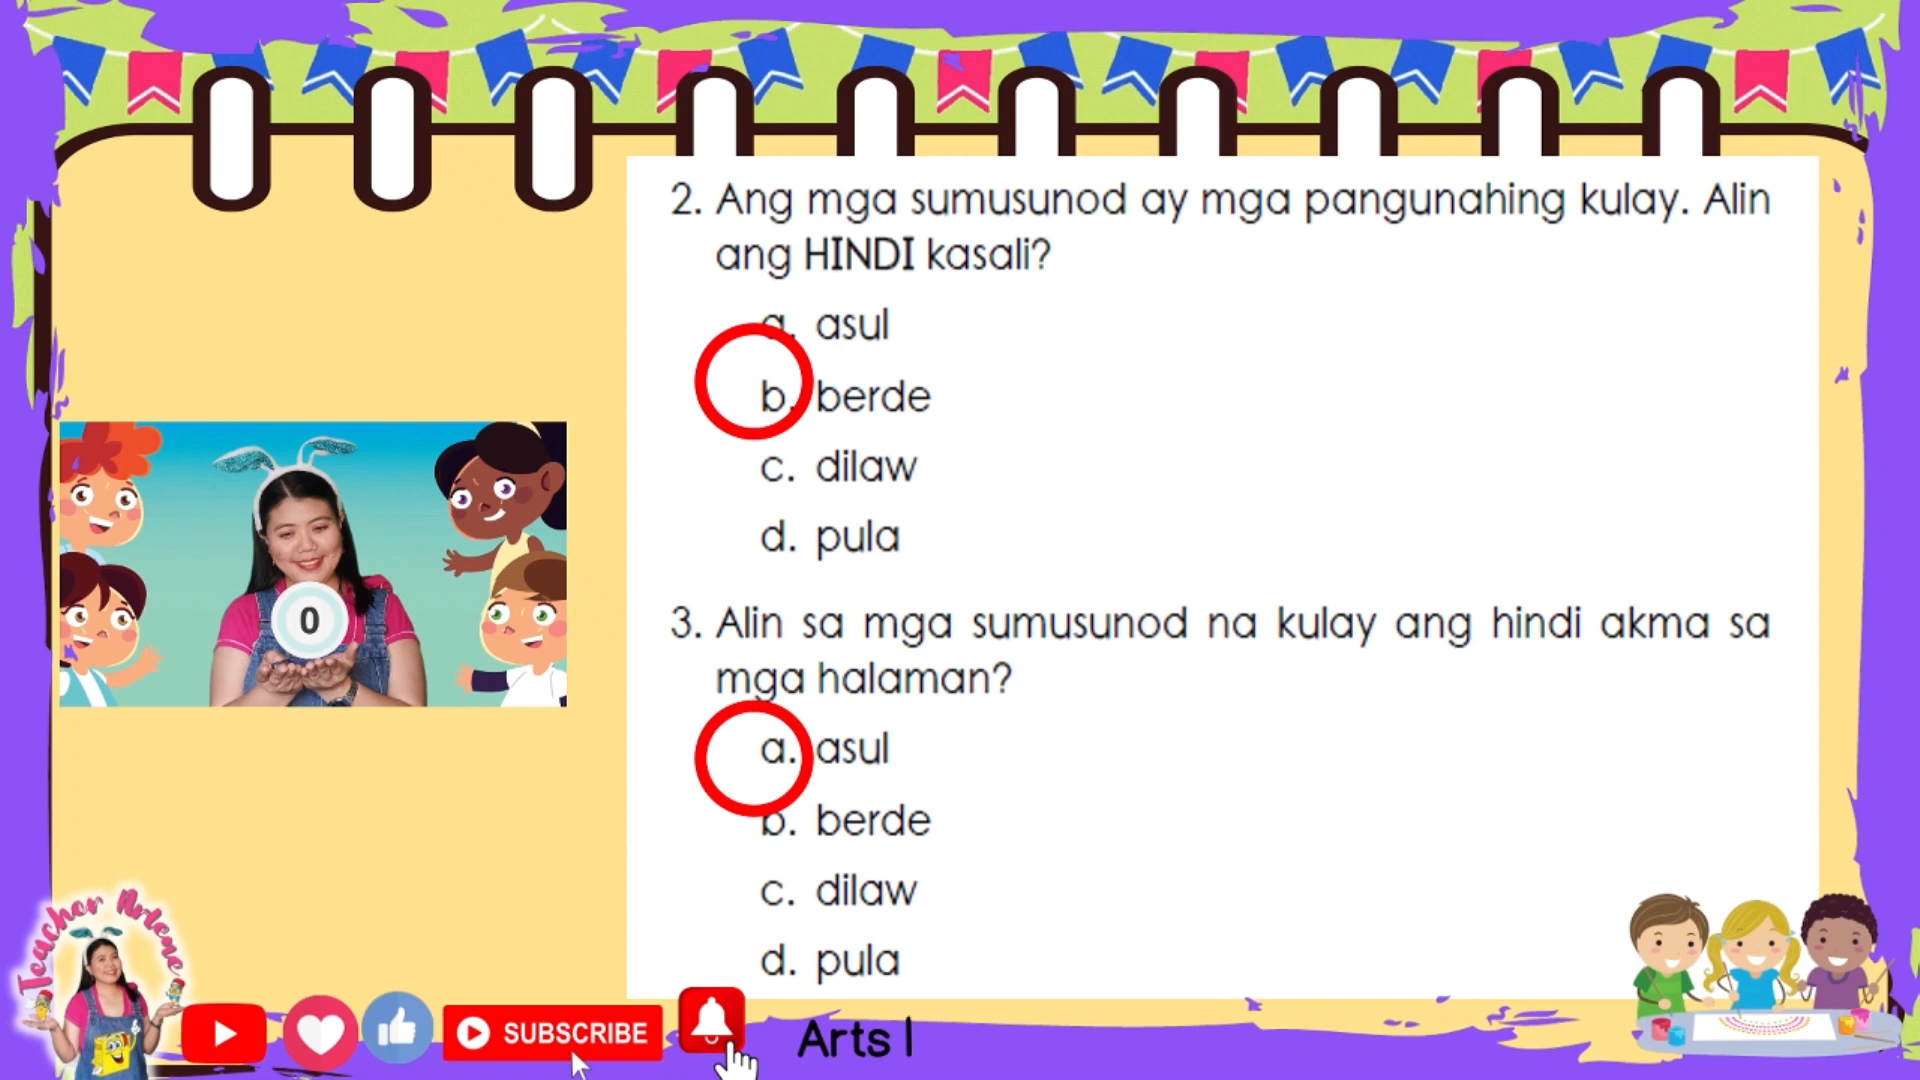 2. Ang mga sumusunod ay mga pangunahing kulay. Alin
ang HINDI kasali?
a. asul
b. berde
c. dilaw
d. pula
3. Alin sa mga sumusunod na kulay ang hindi akma sa
mga halaman?
a. asul
b. berde
c. dilaw
d. pula
0
Teacher Arlene
SUBSCRIBE
Arts 1